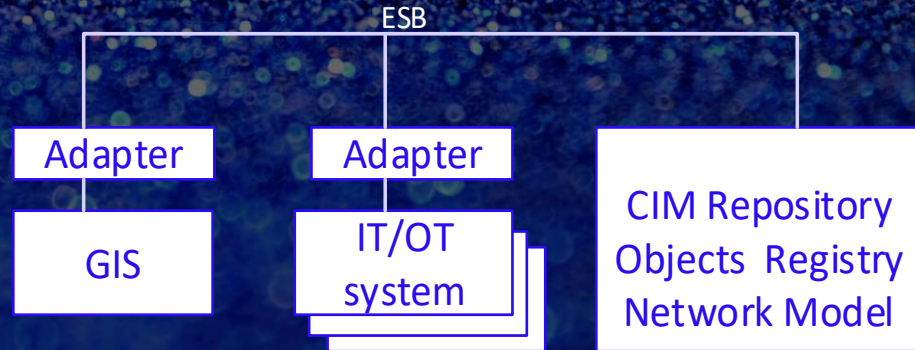 ESB
Adapter
Adapter
GIS
IT/OT
system
CIM Repository
Objects Registry
Network Model